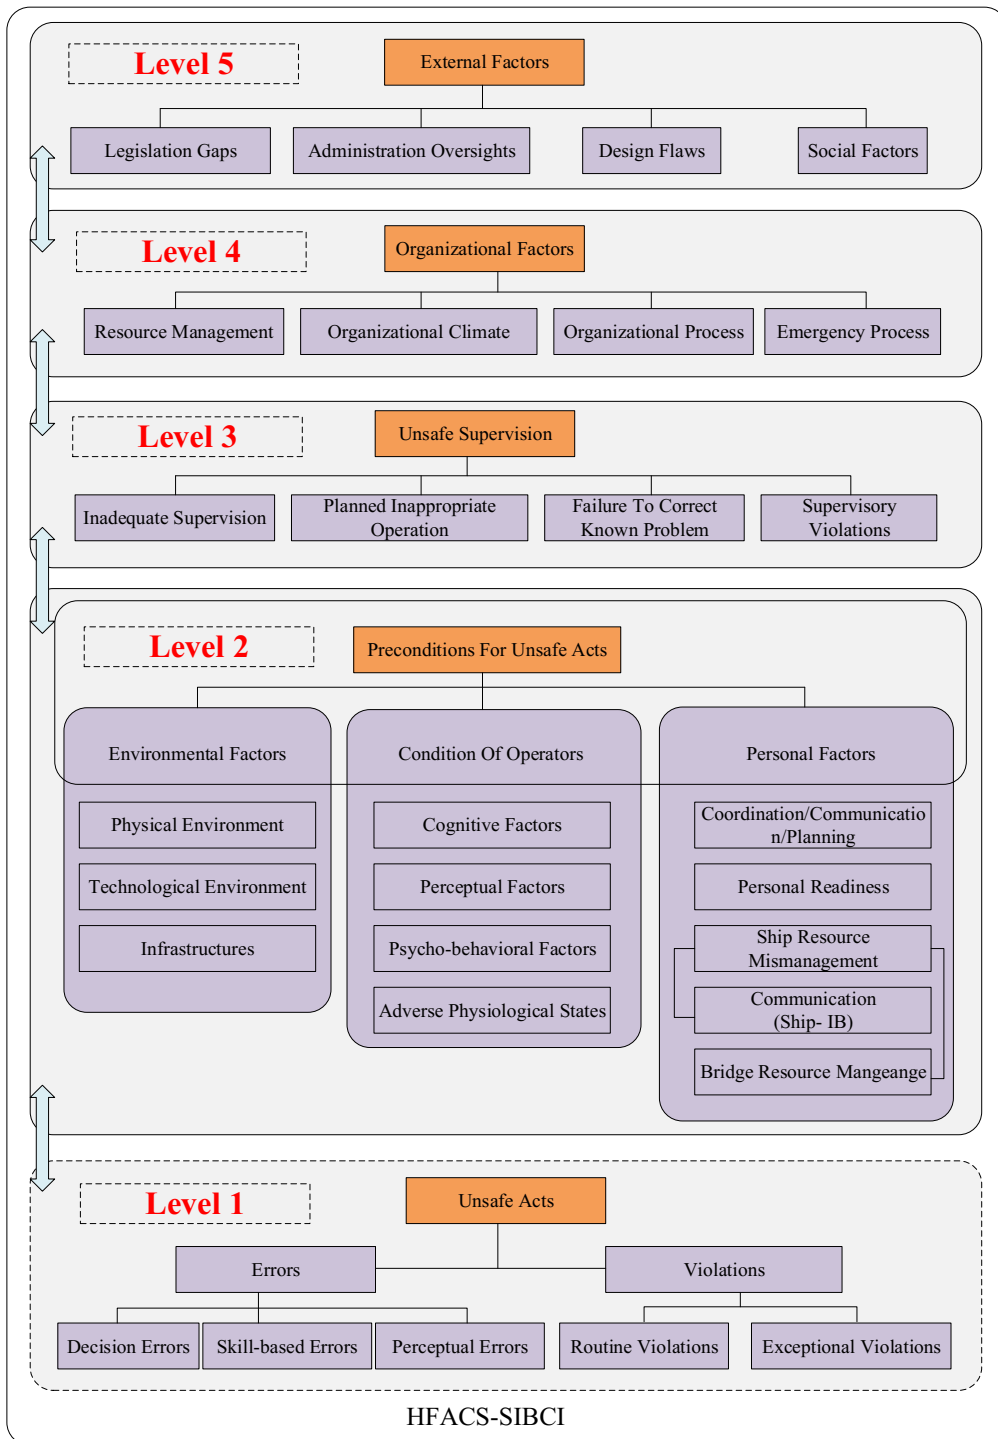 Level 5
External Factors
Legislation Gaps
Administration Oversights
Design Flaws
Social Factors
Level 4
Organizational Factors
Resource Management
Organizational Climate
Organizational Process
Emergency Process
Level 3
Unsafe Supervision
Inadequate Supervision
Planned Inappropriate
Operation
Failure To Correct
Known Problem
Supervisory
Violations
Level 2
Preconditions For Unsafe Acts
Environmental Factors
Physical Environment
Technological Environment
Infrastructures
Condition Of Operators
Cognitive Factors
Perceptual Factors
Psycho-behavioral Factors
Adverse Physiological States
Personal Factors
Coordination/Communicatio
n/Planning
Personal Readiness
Ship Resource
Mismanagement
Communication
(Ship- IB)
Bridge Resource Mangeange
Level 1
Unsafe Acts
Errors
Violations
Decision Errors
Skill-based Errors
Perceptual Errors
Routine Violations
Exceptional Violations
HFACS-SIBCI